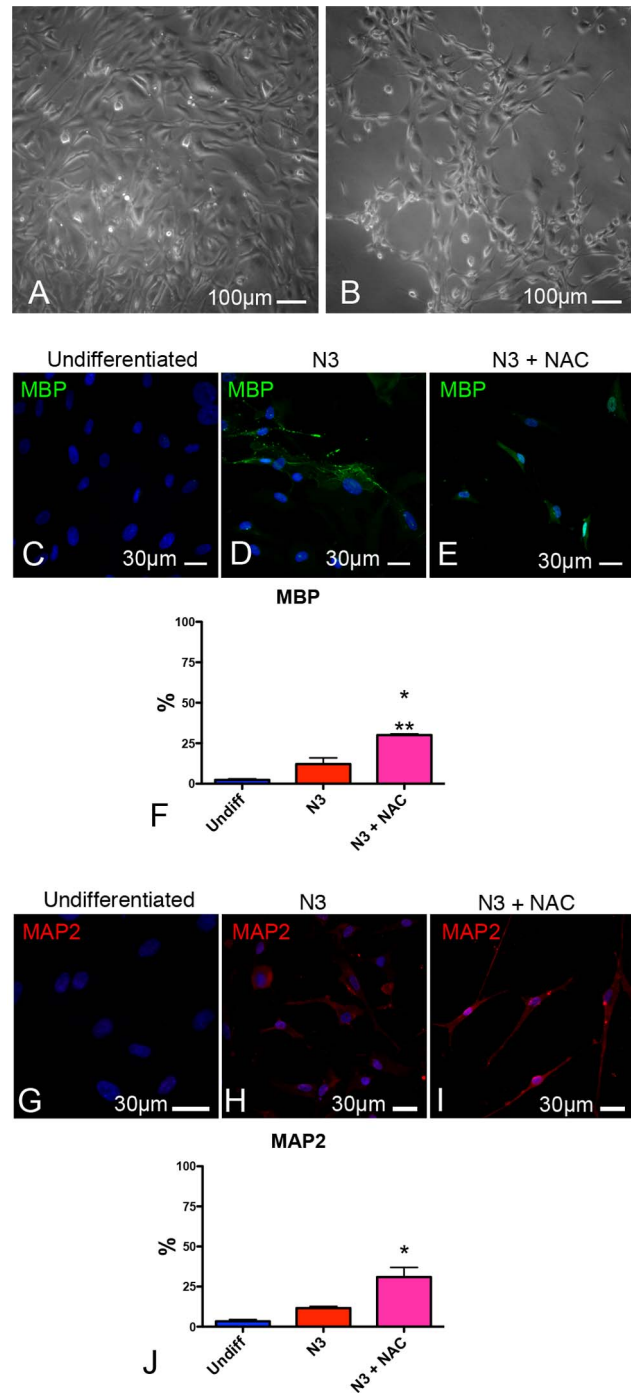 A 100µm
B 100µm
Undifferentiated N3 N3 + NAC
MBP MBP MBP
C 30µm D 30µm E 30µm
MBP
100
75
50
25
0
%
*
**
Undiff N3 N3 + NAC
F
Undifferentiated N3 N3 + NAC
MAP2 MAP2 MAP2
G 30µm H 30µm I 30µm
MAP2
100
75
50
25
0
%
*
Undiff N3 N3 + NAC
J